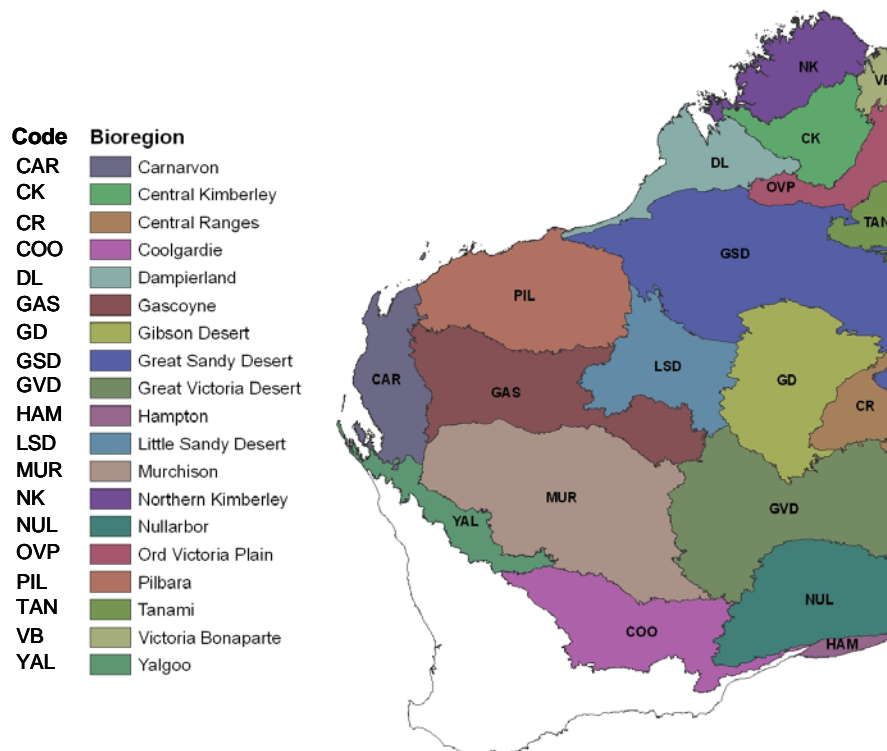 Code Bioregion
CAR Carnarvon
CK Central Kimberley
CR Central Ranges
COO Coolgardie
DL Dampierland
GAS Gascoyne
GD Gibson Desert
GSD Great Sandy Desert
GVD Great Victoria Desert
HAM Hampton
LSD Little Sandy Desert
MUR Murchison
NK Northern Kimberley
NUL Nullarbor
OVP Ord Victoria Plain
PIL Pilbara
TAN Tanami
VB Victoria Bonaparte
YAL Yalgoo
NK
VB
CK
DL
OVP
TAN
GSD
PIL
LSD
CAR
GAS
GD
CR
MUR
GVD
YAL
NUL
COO
HAM